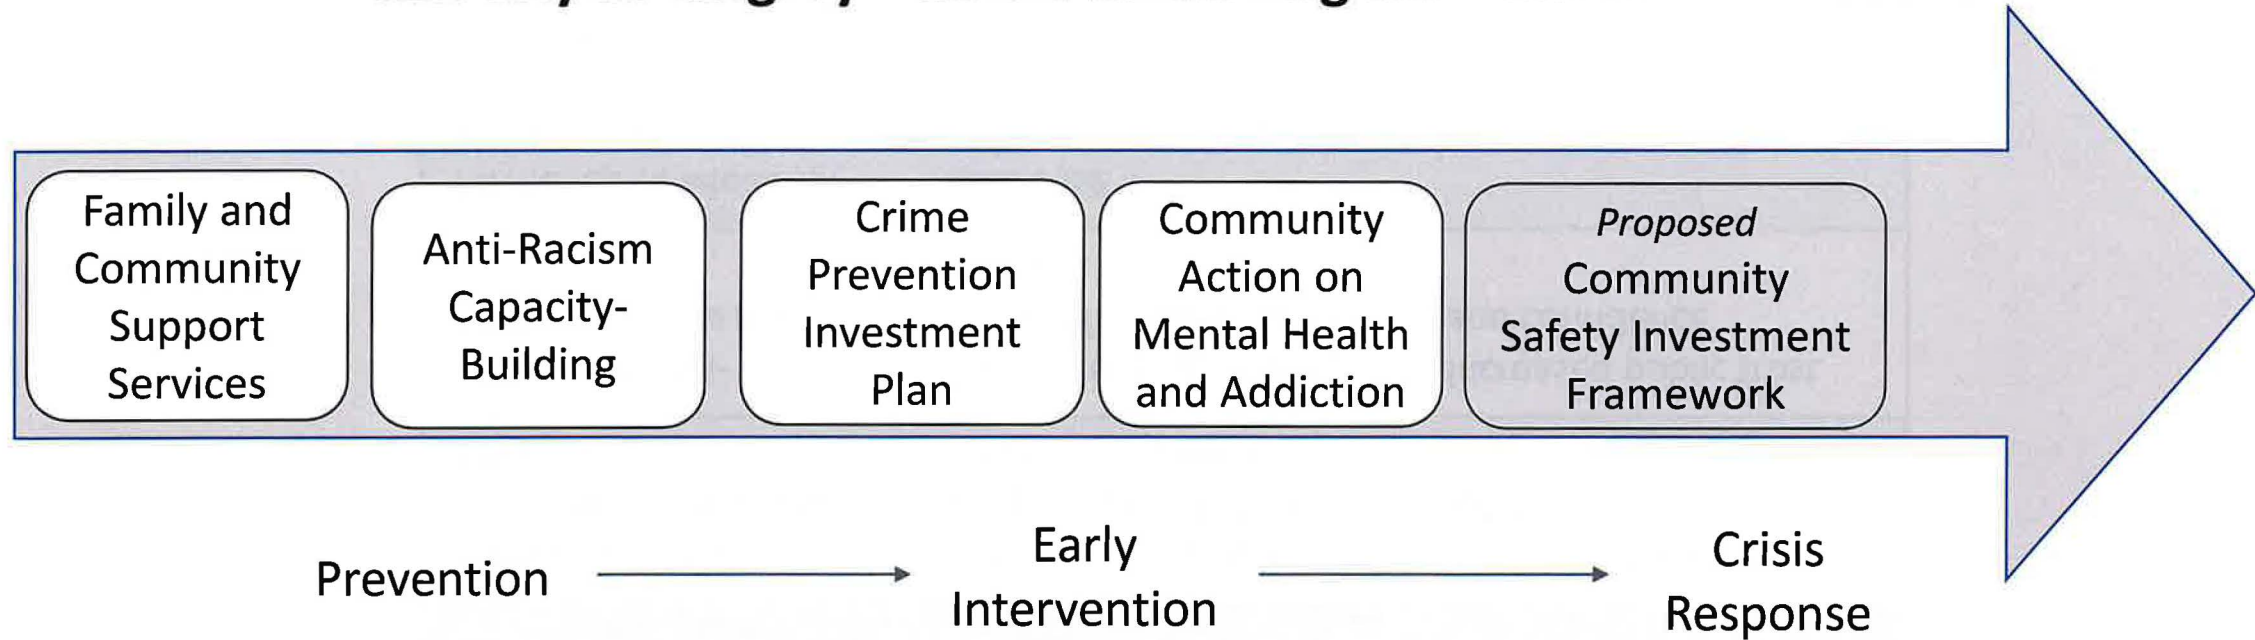 Family and
Community
Support
Services
Anti-Racism
Capacity-
Building
Crime
Prevention
Investment
Plan
Community
Action on
Mental Health
and Addiction
Proposed
Community
Safety Investment
Framework
Prevention
Early
Intervention
Crisis
Response